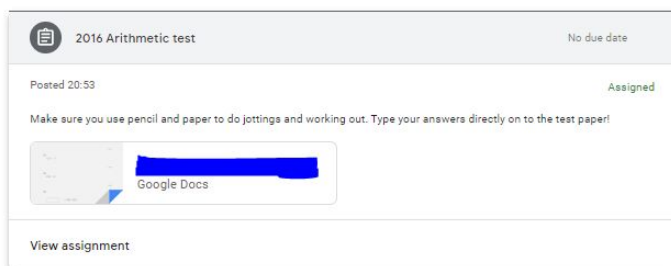 2016 Arithmetic test
No due date
Posted 20:53
Assigned
Make sure you use pencil and paper to do jottings and working out. Type your answers directly on to the test paper!
Google Docs
View assignment